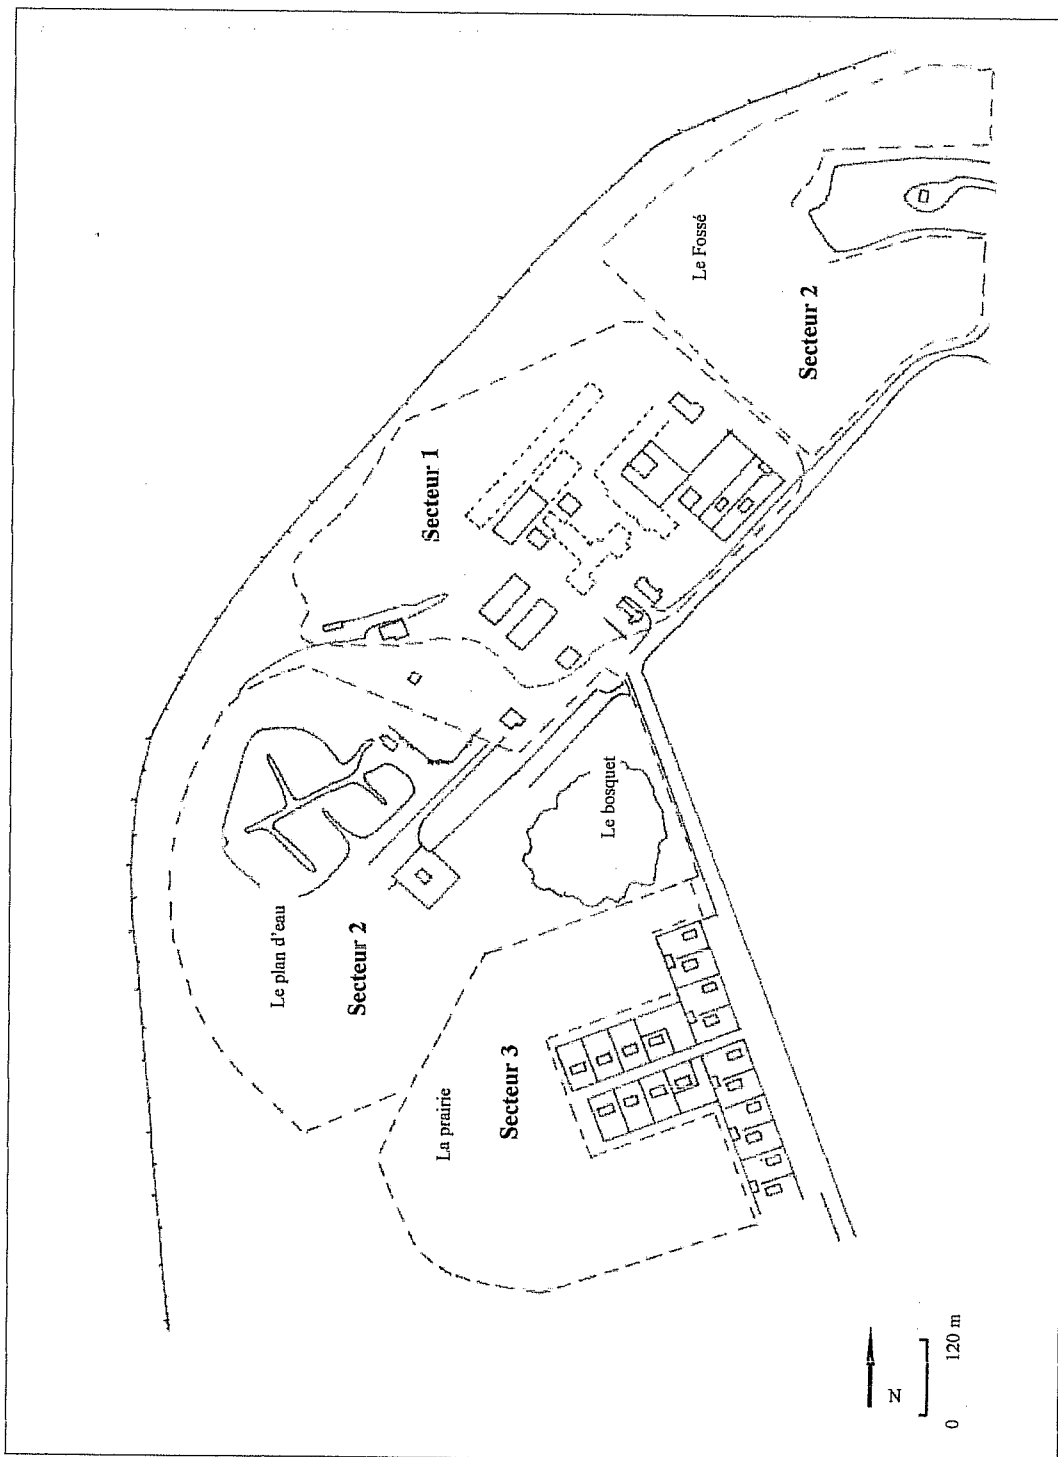 Le Fossé
Secteur 2
Secteur 1
Le bosquet
Le plan d'eau
Secteur 2
La prairie
Secteur 3
N
0 120 m